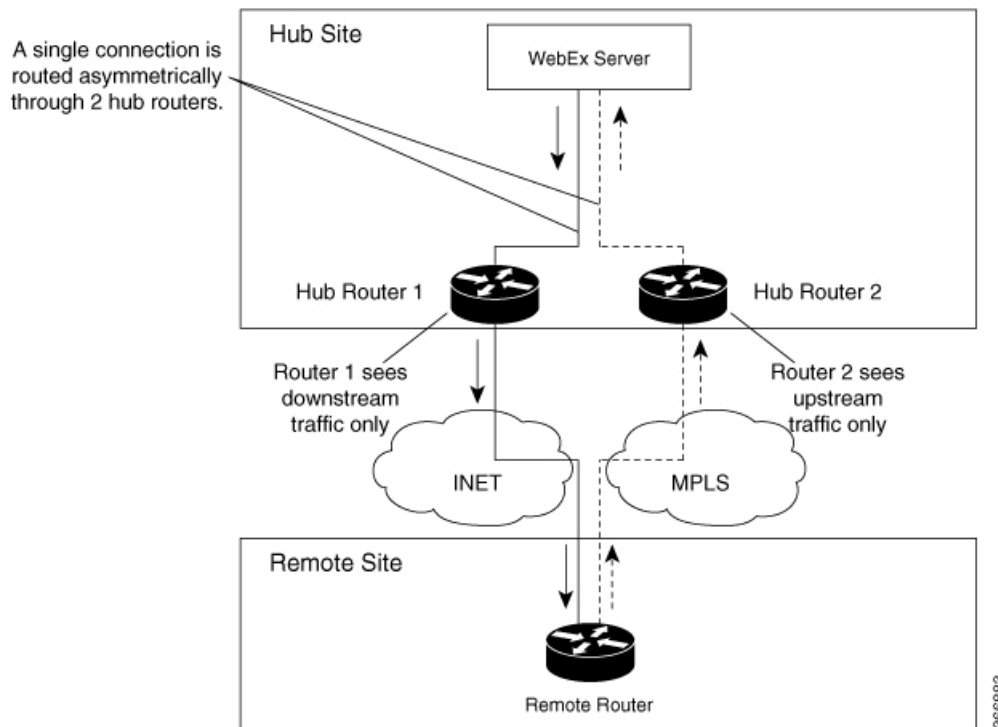 Hub Site
WebEx Server
A single connection is
routed asymmetrically
through 2 hub routers.
Hub Router 1
Hub Router 2
Router 1 sees
downstream
traffic only
Router 2 sees
upstream
traffic only
INET
MPLS
Remote Site
Remote Router